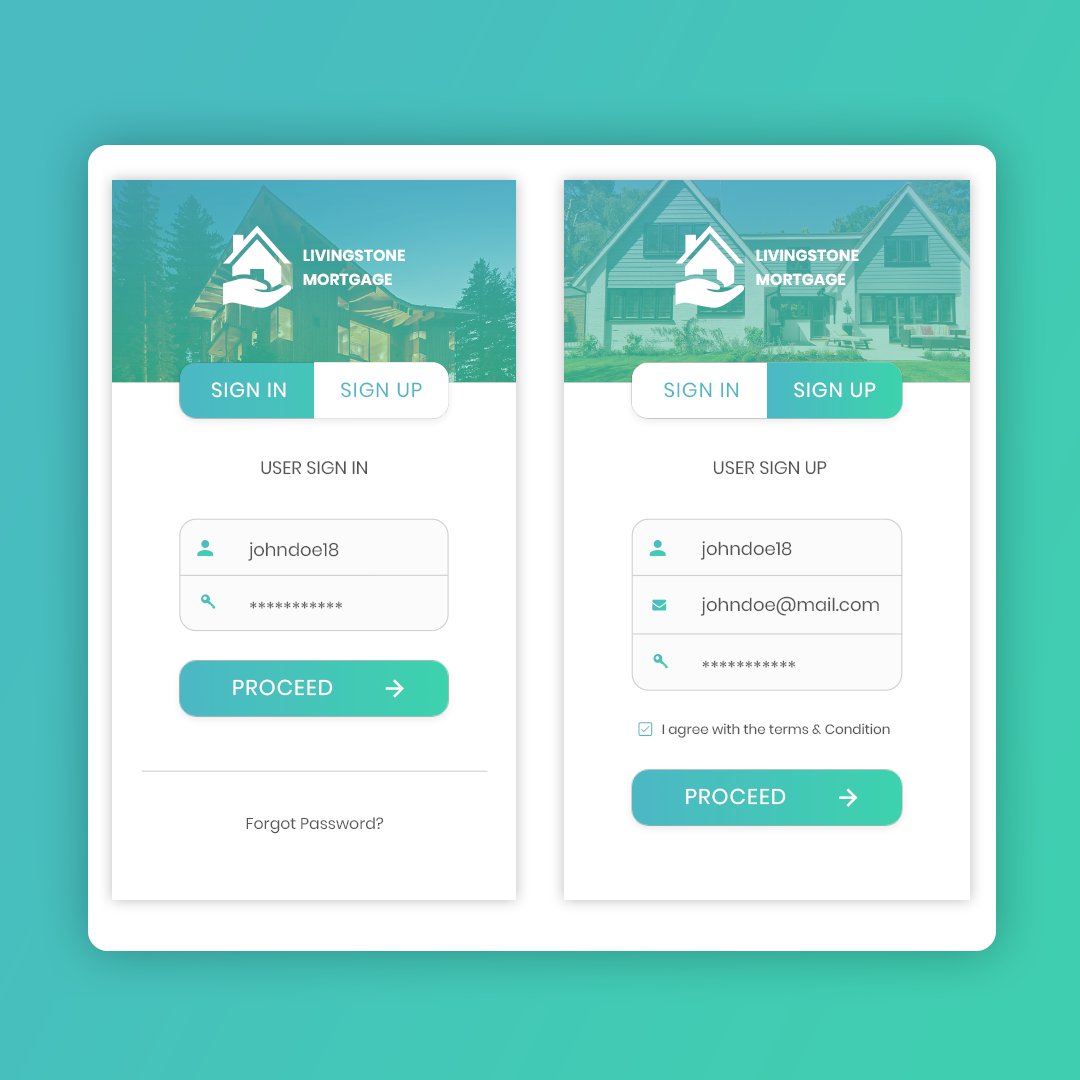 LIVINGSTONE
MORTGAGE
SIGN IN
SIGN UP
USER SIGN IN
johndoe18
***********
PROCEED
Forgot Password?
LIVINGSTONE
MORTGAGE
SIGN IN
SIGN UP
USER SIGN UP
johndoe18
johndoe@mail.com
***********
I agree with the terms & Condition
PROCEED